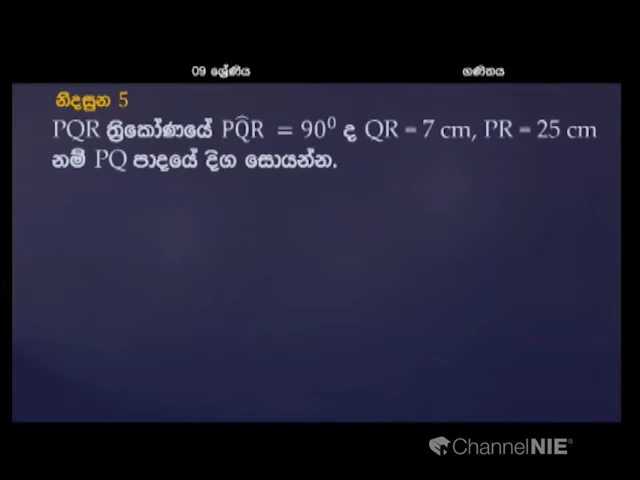 09 ශ්‍රේණිය ගණිතය
නිදසුන 5
PQR ත්‍රිකෝණයේ PQ̂R = 90⁰ ද QR = 7 cm, PR = 25 cm
නම් PQ පාදයේ දිග සොයන්න.
ChannelNIE